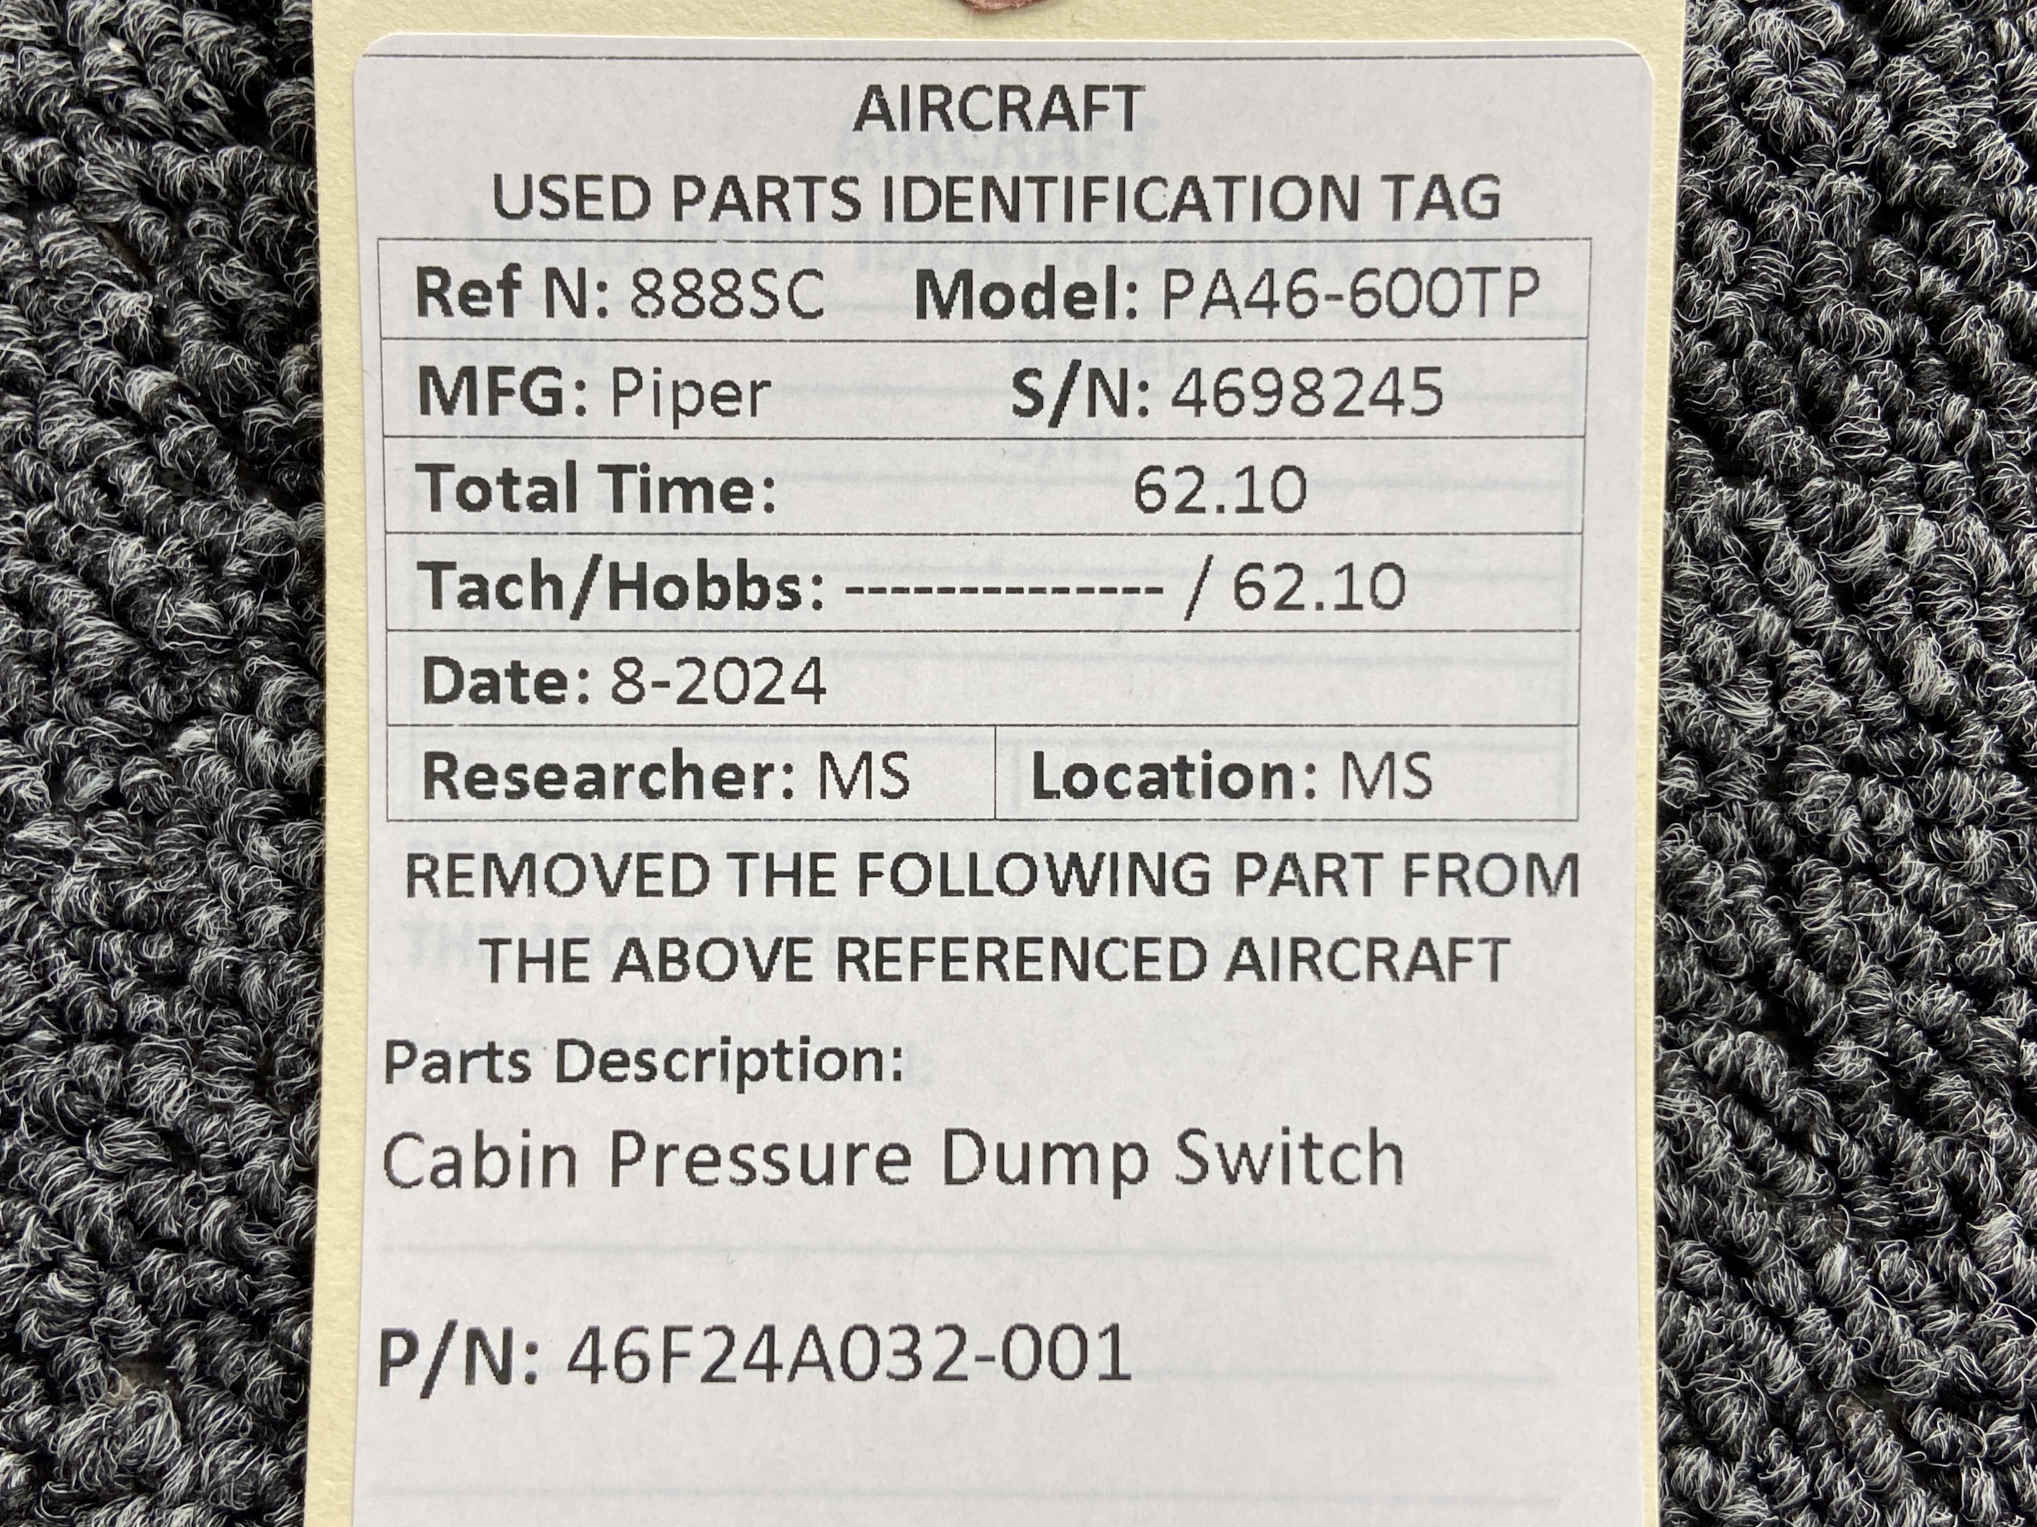 AIRCRAFT
USED PARTS IDENTIFICATION TAG
Ref N: 888SC Model: PA46-600TP
MFG: Piper S/N: 4698245
Total Time: 62.10
Tach/Hobbs: -------------- / 62.10
Date: 8-2024
Researcher: MS Location: MS
REMOVED THE FOLLOWING PART FROM
THE ABOVE REFERENCED AIRCRAFT
Parts Description:
Cabin Pressure Dump Switch
P/N: 46F24A032-001